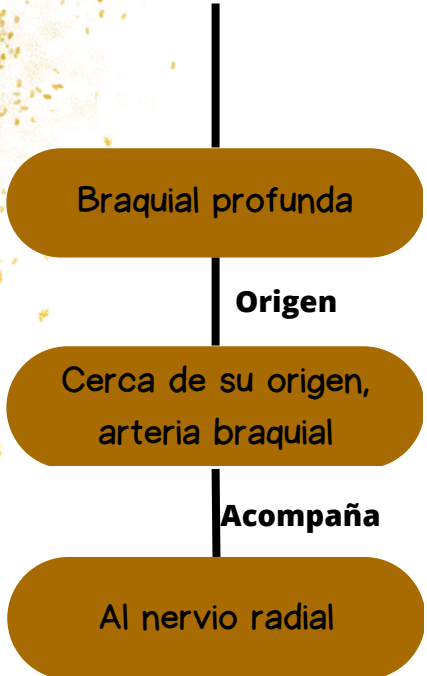 Braquial profunda
Origen
Cerca de su origen,
arteria braquial
Acompaña
Al nervio radial